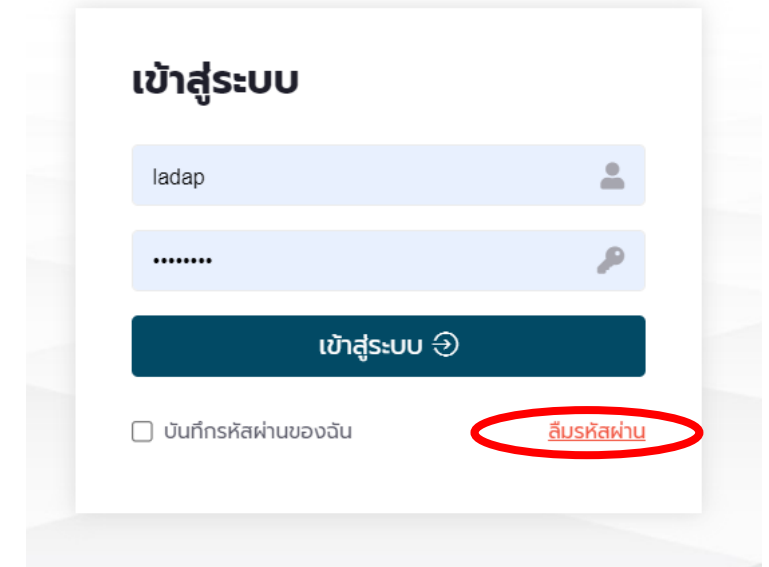 เข้าสู่ระบบ
ladap
••••••••
เข้าสู่ระบบ
บันทึกรหัสผ่านของฉัน ลืมรหัสผ่าน